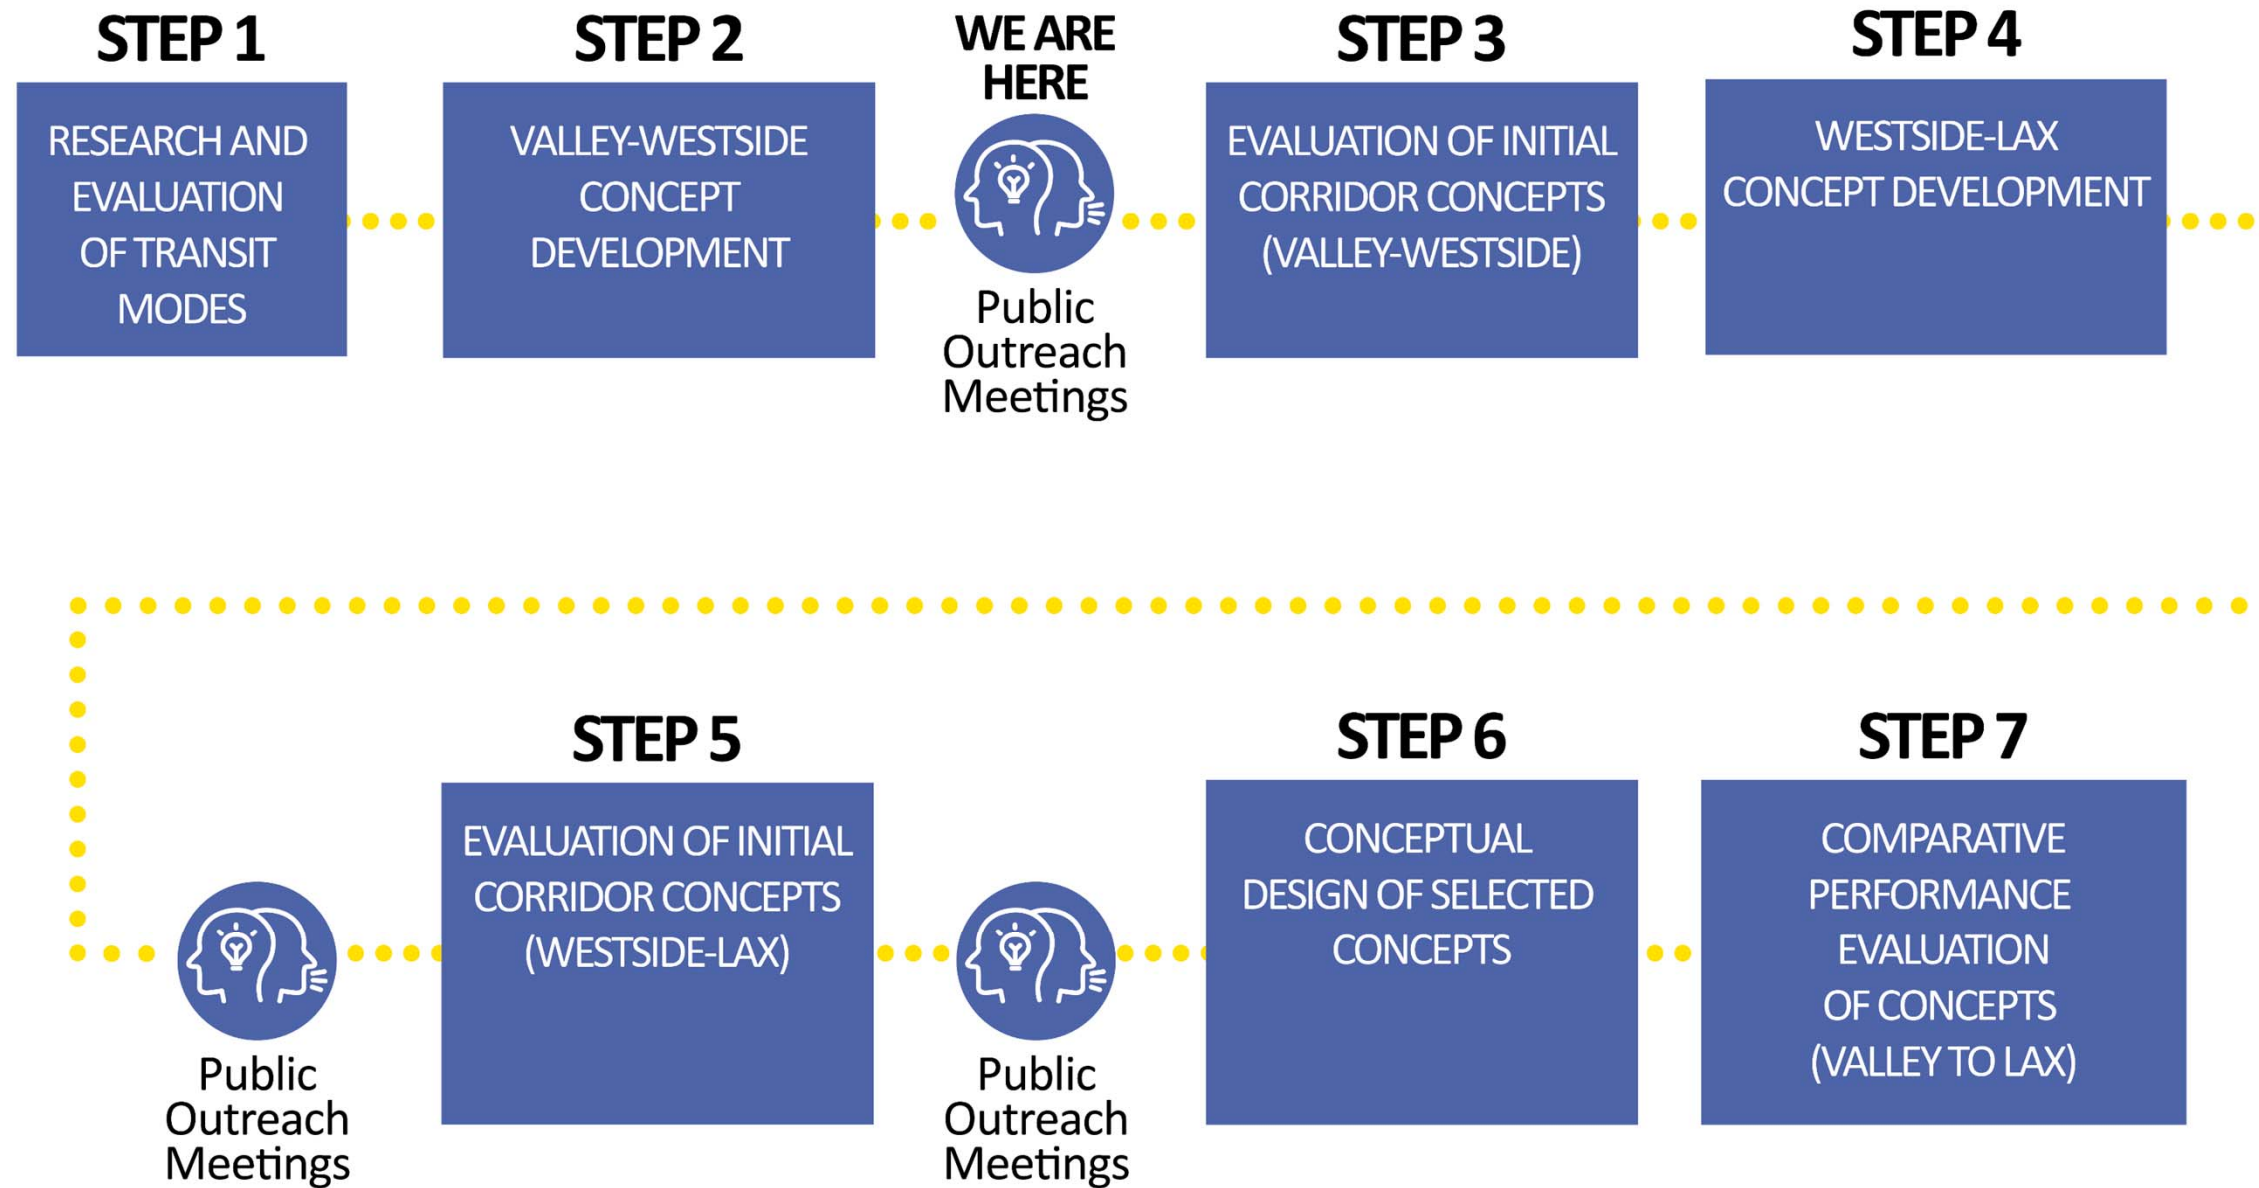 STEP 1
RESEARCH AND
EVALUATION
OF TRANSIT
MODES
STEP 2
VALLEY-WESTSIDE
CONCEPT
DEVELOPMENT
WE ARE
HERE
Public
Outreach
Meetings
STEP 3
EVALUATION OF INITIAL
CORRIDOR CONCEPTS
(VALLEY-WESTSIDE)
STEP 4
WESTSIDE-LAX
CONCEPT DEVELOPMENT
Public
Outreach
Meetings
STEP 5
EVALUATION OF INITIAL
CORRIDOR CONCEPTS
(WESTSIDE-LAX)
Public
Outreach
Meetings
STEP 6
CONCEPTUAL
DESIGN OF SELECTED
CONCEPTS
STEP 7
COMPARATIVE
PERFORMANCE
EVALUATION
OF CONCEPTS
(VALLEY TO LAX)